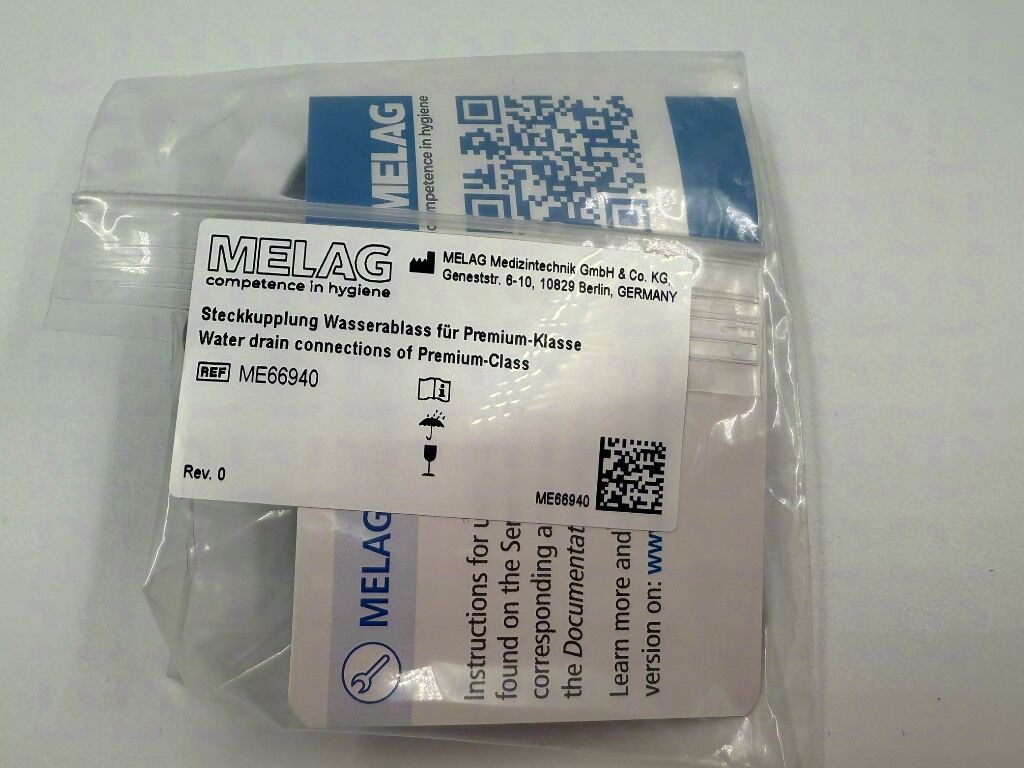 MELAG
competence in hygiene
MELAG
competence in hygiene
MELAG Medizintechnik GmbH & Co. KG
Geneststr. 6-10, 10829 Berlin, GERMANY
Steckkupplung Wasserablass für Premium-Klasse
Water drain connections of Premium-Class
REF ME66940
Rev. 0
ME66940
MELAG
Instructions for
found on the Ser
corresponding a
the Documentat
Learn more and
version on: ww